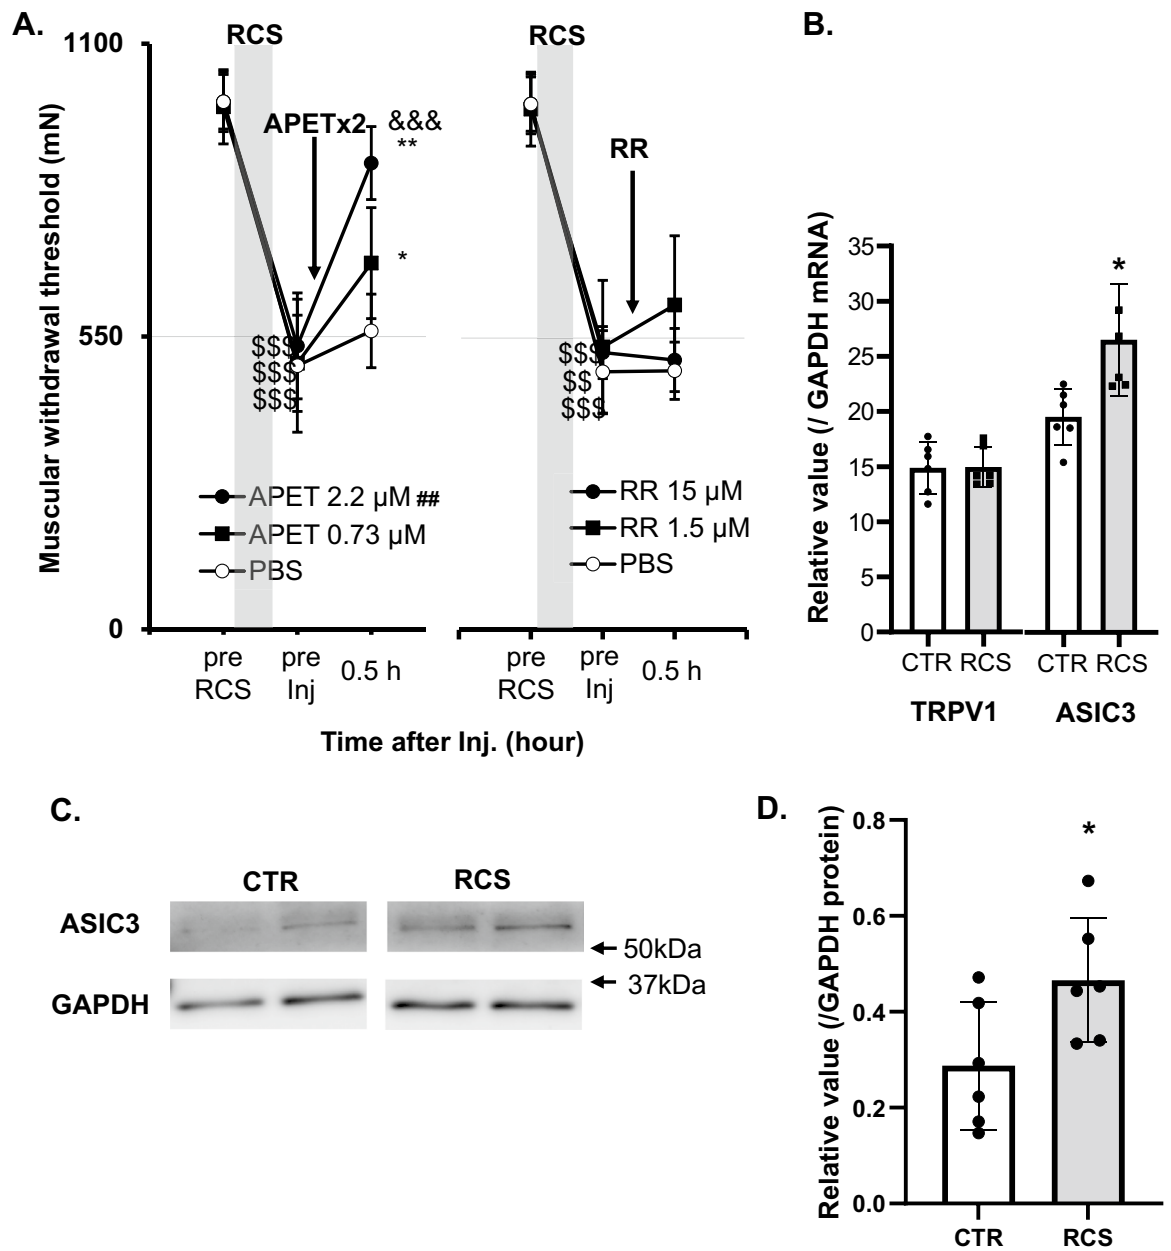 A.
Muscular withdrawal threshold (mN)
1100
550
0
RCS
APETx2
&&&
**
*
$$$
$$$
$$$
APET 2.2 µM ##
APET 0.73 µM
PBS
pre RCS
pre Inj
0.5 h
RCS
RR
$$$
$$
$$$
RR 15 µM
RR 1.5 µM
PBS
pre RCS
pre Inj
0.5 h
Time after Inj. (hour)
B.
Relative value (/ GAPDH mRNA)
35
30
25
20
15
10
5
0
*
CTR RCS
CTR RCS
TRPV1
ASIC3
C.
CTR
RCS
ASIC3
50kDa
37kDa
GAPDH
D.
Relative value (/GAPDH protein)
0.8
0.6
0.4
0.2
0.0
*
CTR
RCS